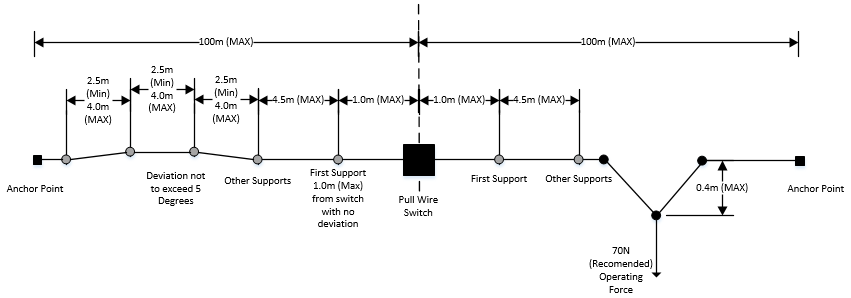 100m (MAX)
100m (MAX)
2.5m
(Min)
4.0m
(MAX)
2.5m
(Min)
4.0m
(MAX)
2.5m
(Min)
4.0m
(MAX)
4.5m (MAX)
1.0m (MAX)
1.0m (MAX)
4.5m (MAX)
Anchor Point
Deviation not
to exceed 5
Degrees
Other Supports
First Support
1.0m (Max)
from switch
with no
deviation
Pull Wire
Switch
First Support
Other Supports
0.4m (MAX)
Anchor Point
70N
(Recomended)
Operating
Force